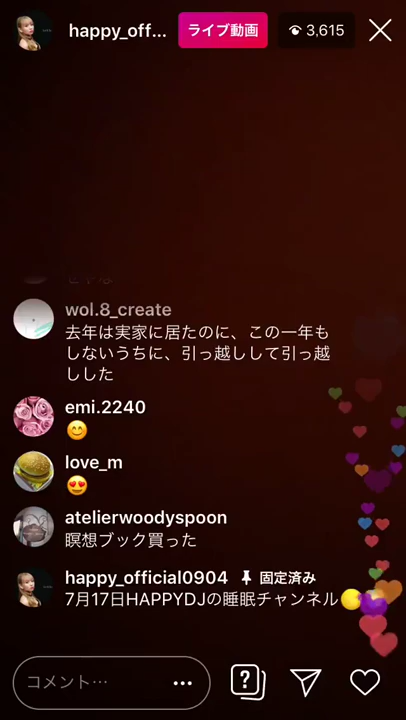 happy_off...
ライブ動画
3,615
wol.8_create
去年は実家に居たのに、この一年も
しないうちに、引っ越しして引っ越
しした
emi.2240
😊
love_m
😍
atelierwoodyspoon
瞑想ブック買った
happy_official0904 固定済み
7月17日HAPPYDJの睡眠チャンネル
コメント…